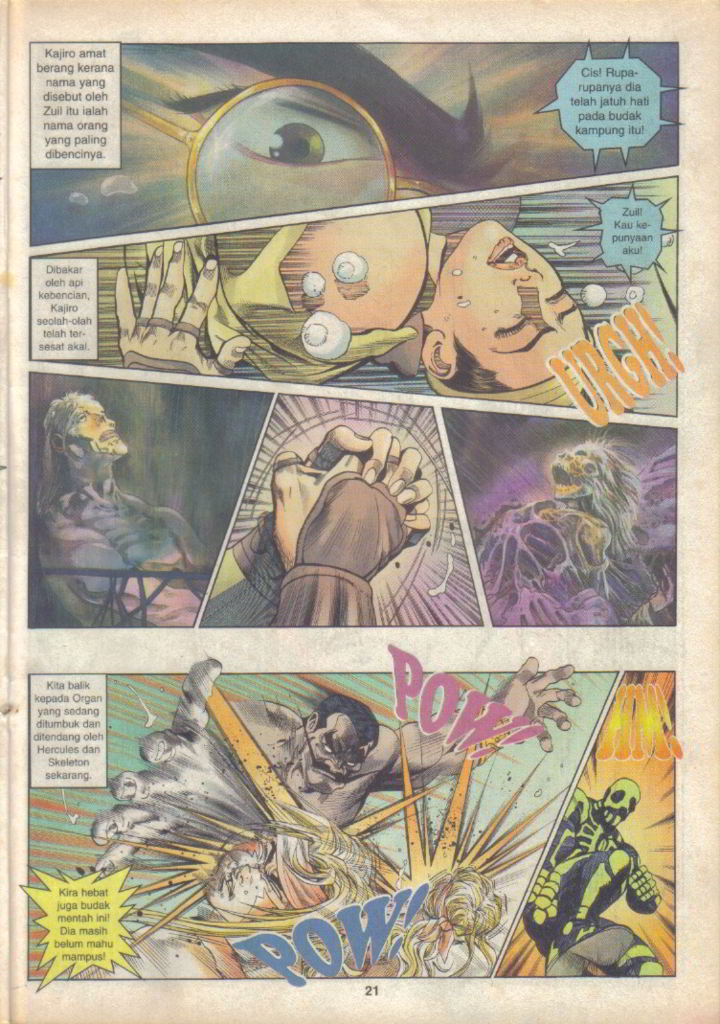 Kajiro amat
berang kerana
nama yang
disebut oleh
Zuil itu ialah
nama orang
yang paling
dibencinya.
Cis! Rupa-
rupanya dia
telah jatuh hati
pada budak
kampung itu!
Zuil!
Kau ke-
punyaan
aku!
Dibakar
oleh api
kebencian,
Kajiro
seolah-olah
telah ter-
sesat akal.
URGH!
Kita balik
kepada Organ
yang sedang
ditumbuk dan
ditendang oleh
Hercules dan
Skeleton
sekarang.
POW!!
Kira hebat
juga budak
mentah ini!
Dia masih
belum mahu
mampus!
POW!
21